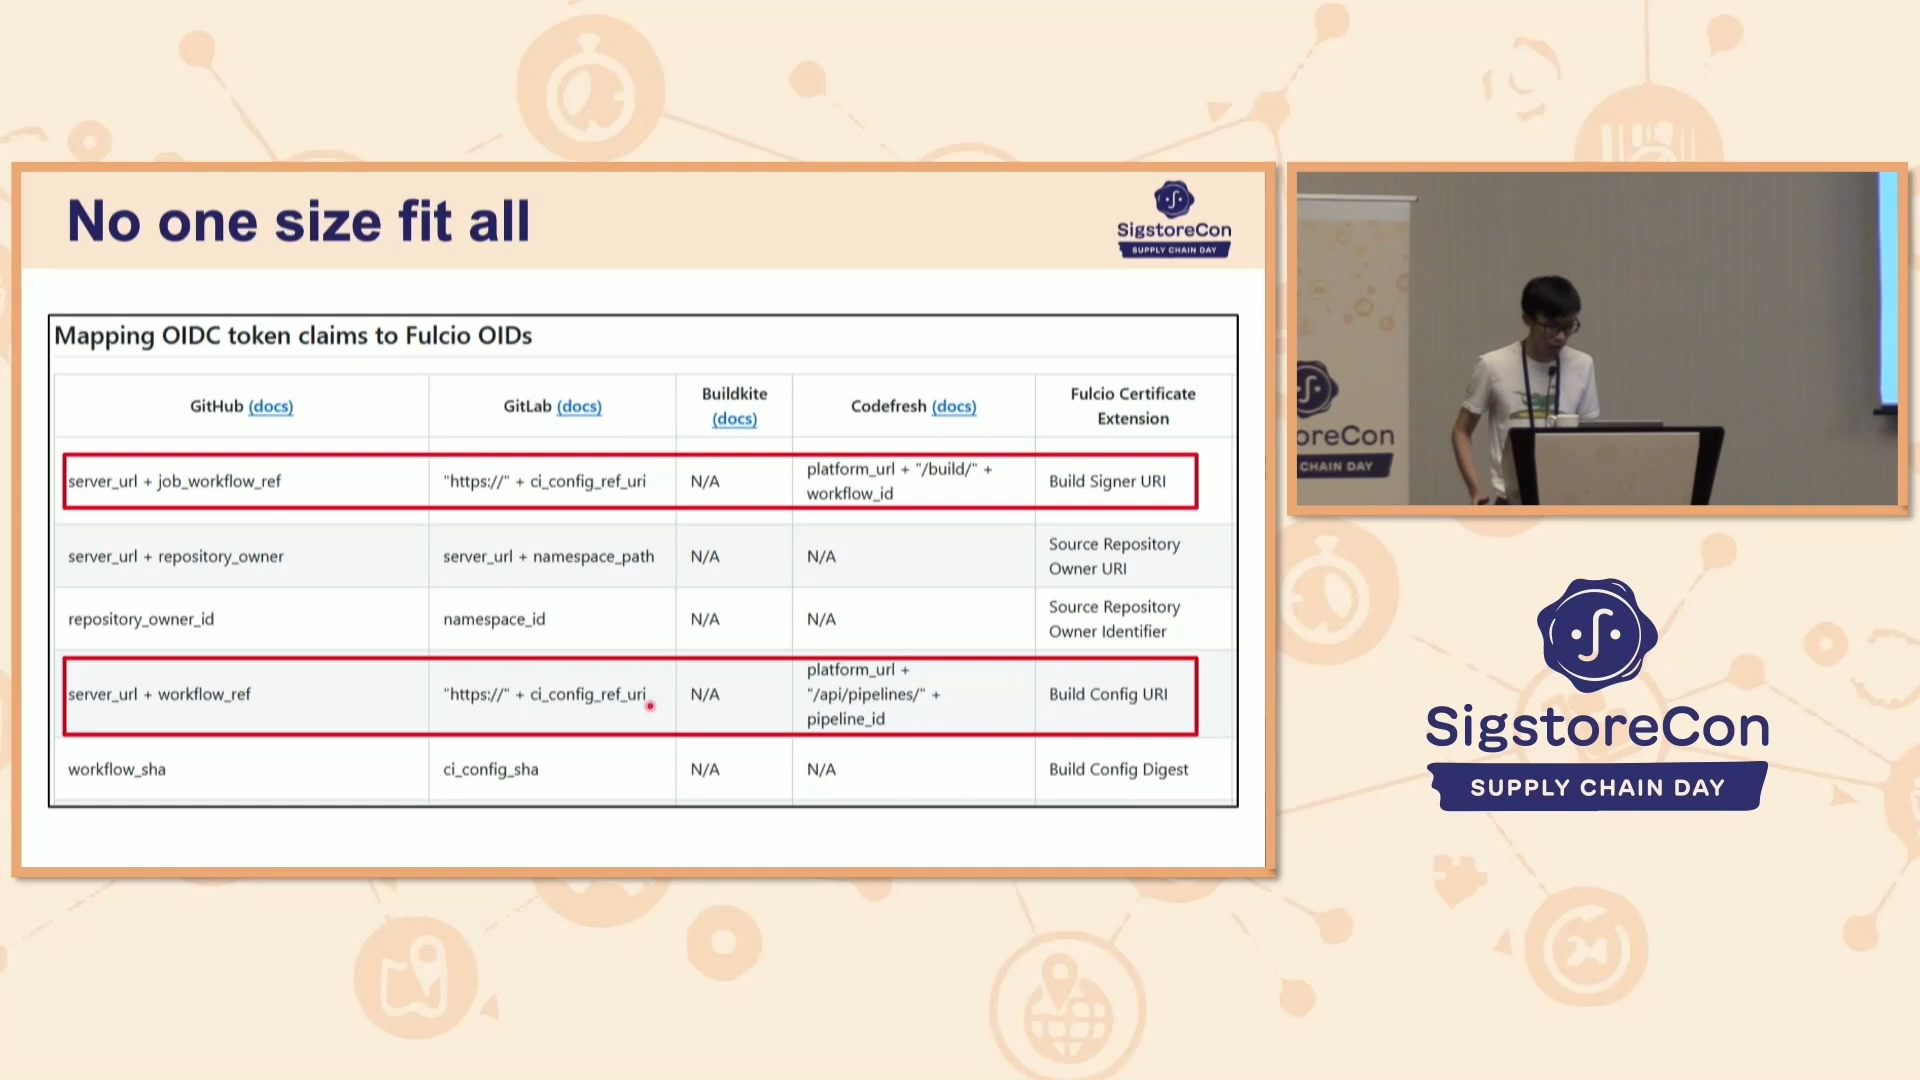 No one size fit all
SigstoreCon
SUPPLY CHAIN DAY
Mapping OIDC token claims to Fulcio OIDs
GitHub (docs)
GitLab (docs)
Buildkite
(docs)
Codefresh (docs)
Fulcio Certificate
Extension
server_url + job_workflow_ref
"https://" + ci_config_ref_uri
N/A
platform_url + "/build/" +
workflow_id
Build Signer URI
server_url + repository_owner
server_url + namespace_path
N/A
N/A
Source Repository
Owner URI
repository_owner_id
namespace_id
N/A
N/A
Source Repository
Owner Identifier
server_url + workflow_ref
"https://" + ci_config_ref_uri
N/A
platform_url +
"/api/pipelines/" +
pipeline_id
Build Config URI
workflow_sha
ci_config_sha
N/A
N/A
Build Config Digest
oreCon
CHAIN DAY
SigstoreCon
SUPPLY CHAIN DAY